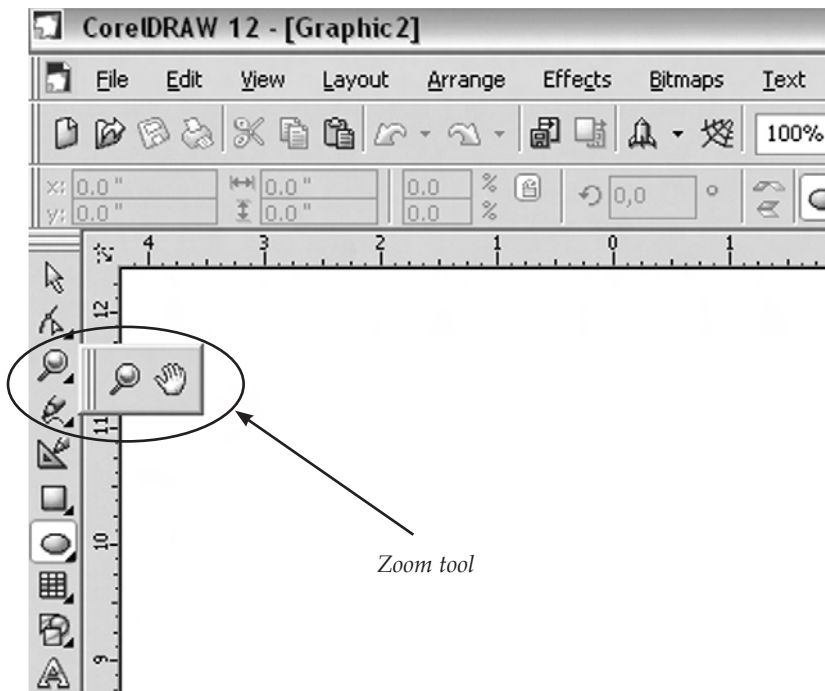 CorelDRAW 12 - [Graphic2]
File Edit View Layout Arrange Effects Bitmaps Text
100%
x: 0.0 " 0.0 " 0.0 % 0,0 °
y: 0.0 " 0.0 " 0.0 %
4 3 2 1 0 1
12
11
10
9
Zoom tool